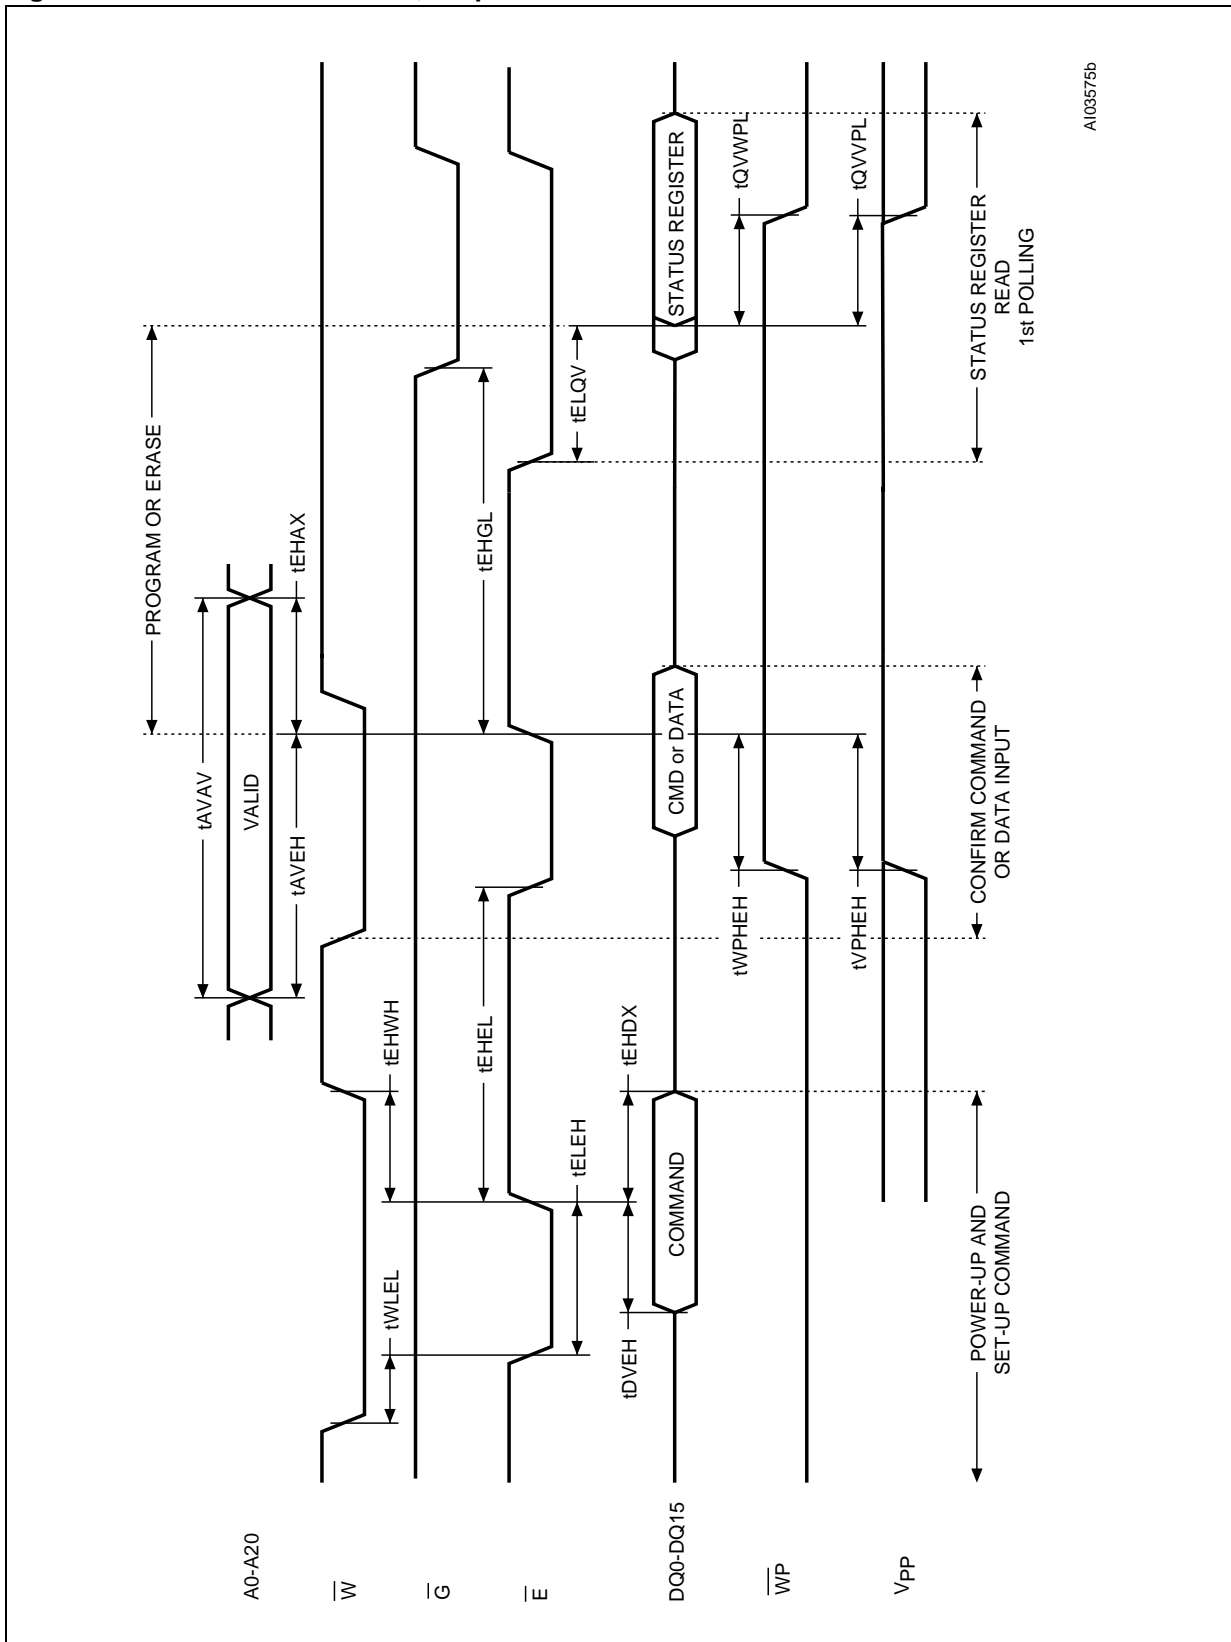 A0-A20
VALID
tAVAV
tAVEH
tEHAX
PROGRAM OR ERASE
W
tWLEL
tEHWH
G
tEHEL
tEHGL
E
tELEH
tELQV
tDVEH
tEHDX
DQ0-DQ15
COMMAND
CMD or DATA
STATUS REGISTER
tWPHEH
tQVWPL
WP
tVPHEH
tQVVPL
VPP
POWER-UP AND
SET-UP COMMAND
CONFIRM COMMAND
OR DATA INPUT
STATUS REGISTER
READ
1st POLLING
AI03575b